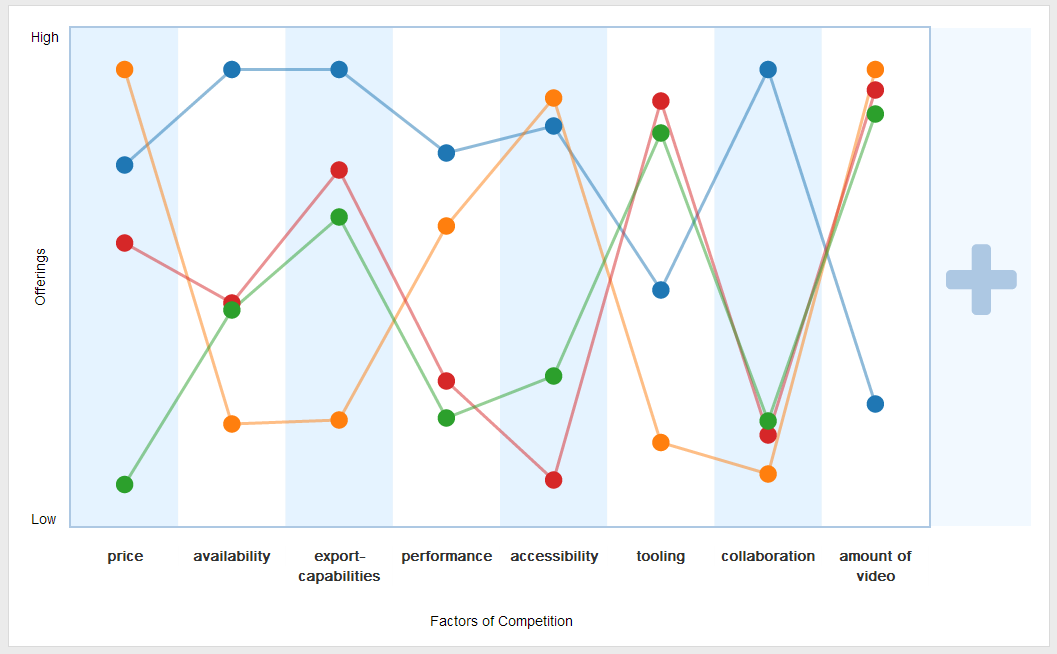 High
Offerings
Low
price
availability
export-
capabilities
performance
accessibility
tooling
collaboration
amount of
video
Factors of Competition